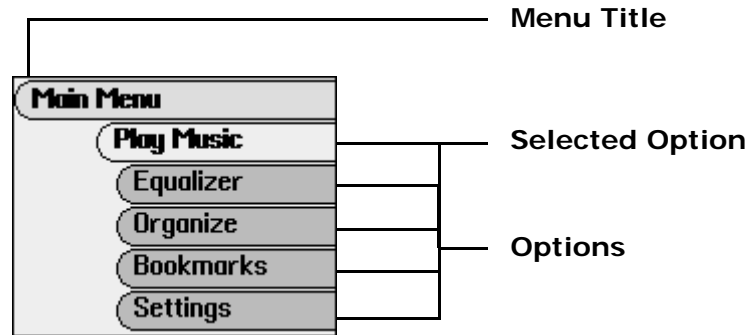 Menu Title
Main Menu
Play Music
Selected Option
Equalizer
Organize
Options
Bookmarks
Settings